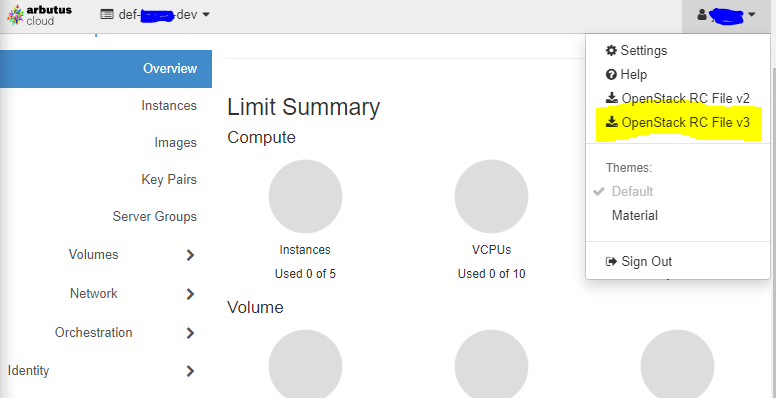 arbutus
cloud
def- -dev
Overview
Instances
Images
Key Pairs
Server Groups
Volumes
Network
Orchestration
Identity
Limit Summary
Compute
Instances
Used 0 of 5
VCPUs
Used 0 of 10
Volume
Settings
Help
OpenStack RC File v2
OpenStack RC File v3
Themes:
Default
Material
Sign Out